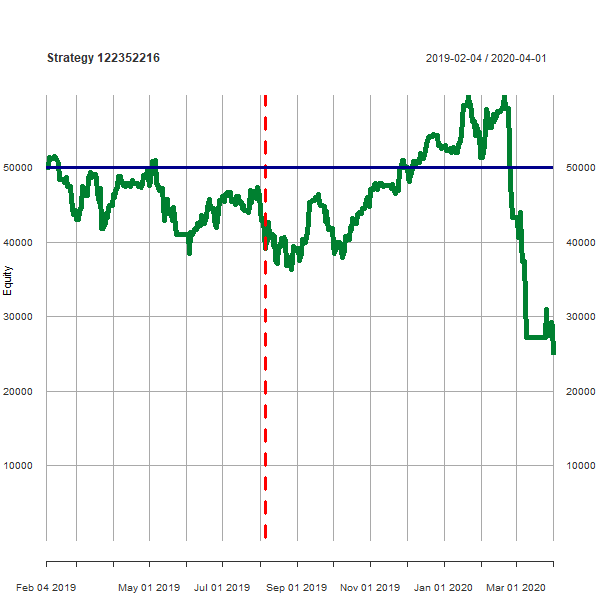 Strategy 122352216
2019-02-04 / 2020-04-01
50000
50000
40000
40000
Equity
30000
30000
20000
20000
10000
10000
Feb 04 2019
May 01 2019
Jul 01 2019
Sep 01 2019
Nov 01 2019
Jan 01 2020
Mar 01 2020